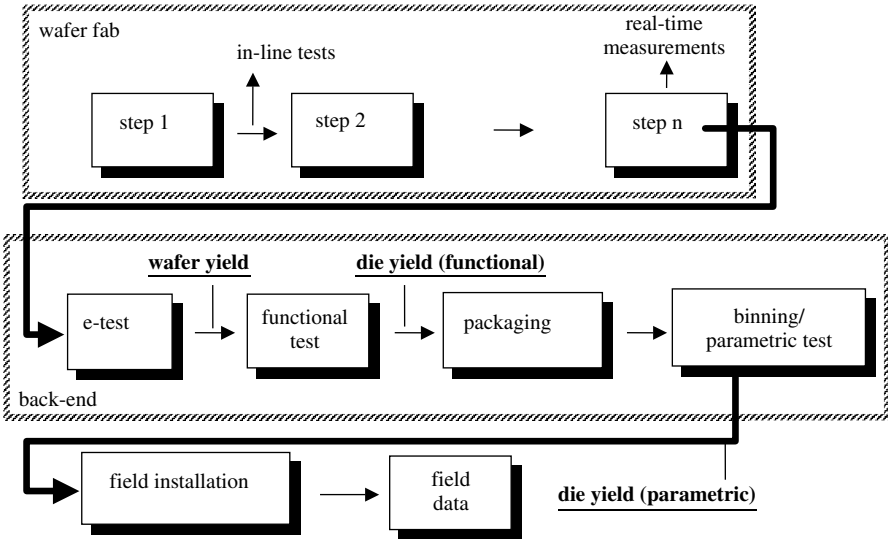 wafer fab
in-line tests
real-time
measurements
step 1
step 2
step n
wafer yield
die yield (functional)
e-test
functional
test
packaging
binning/
parametric test
back-end
field installation
field
data
die yield (parametric)